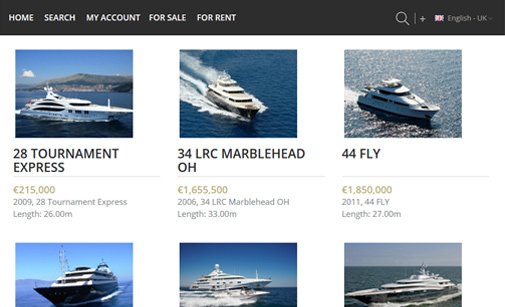 HOME SEARCH MY ACCOUNT FOR SALE FOR RENT + English - UK
28 TOURNAMENT EXPRESS
€215,000
2009, 28 Tournament Express
Length: 26.00m
34 LRC MARBLEHEAD OH
€1,655,500
2006, 34 LRC Marblehead OH
Length: 33.00m
44 FLY
€1,850,000
2011, 44 FLY
Length: 27.00m